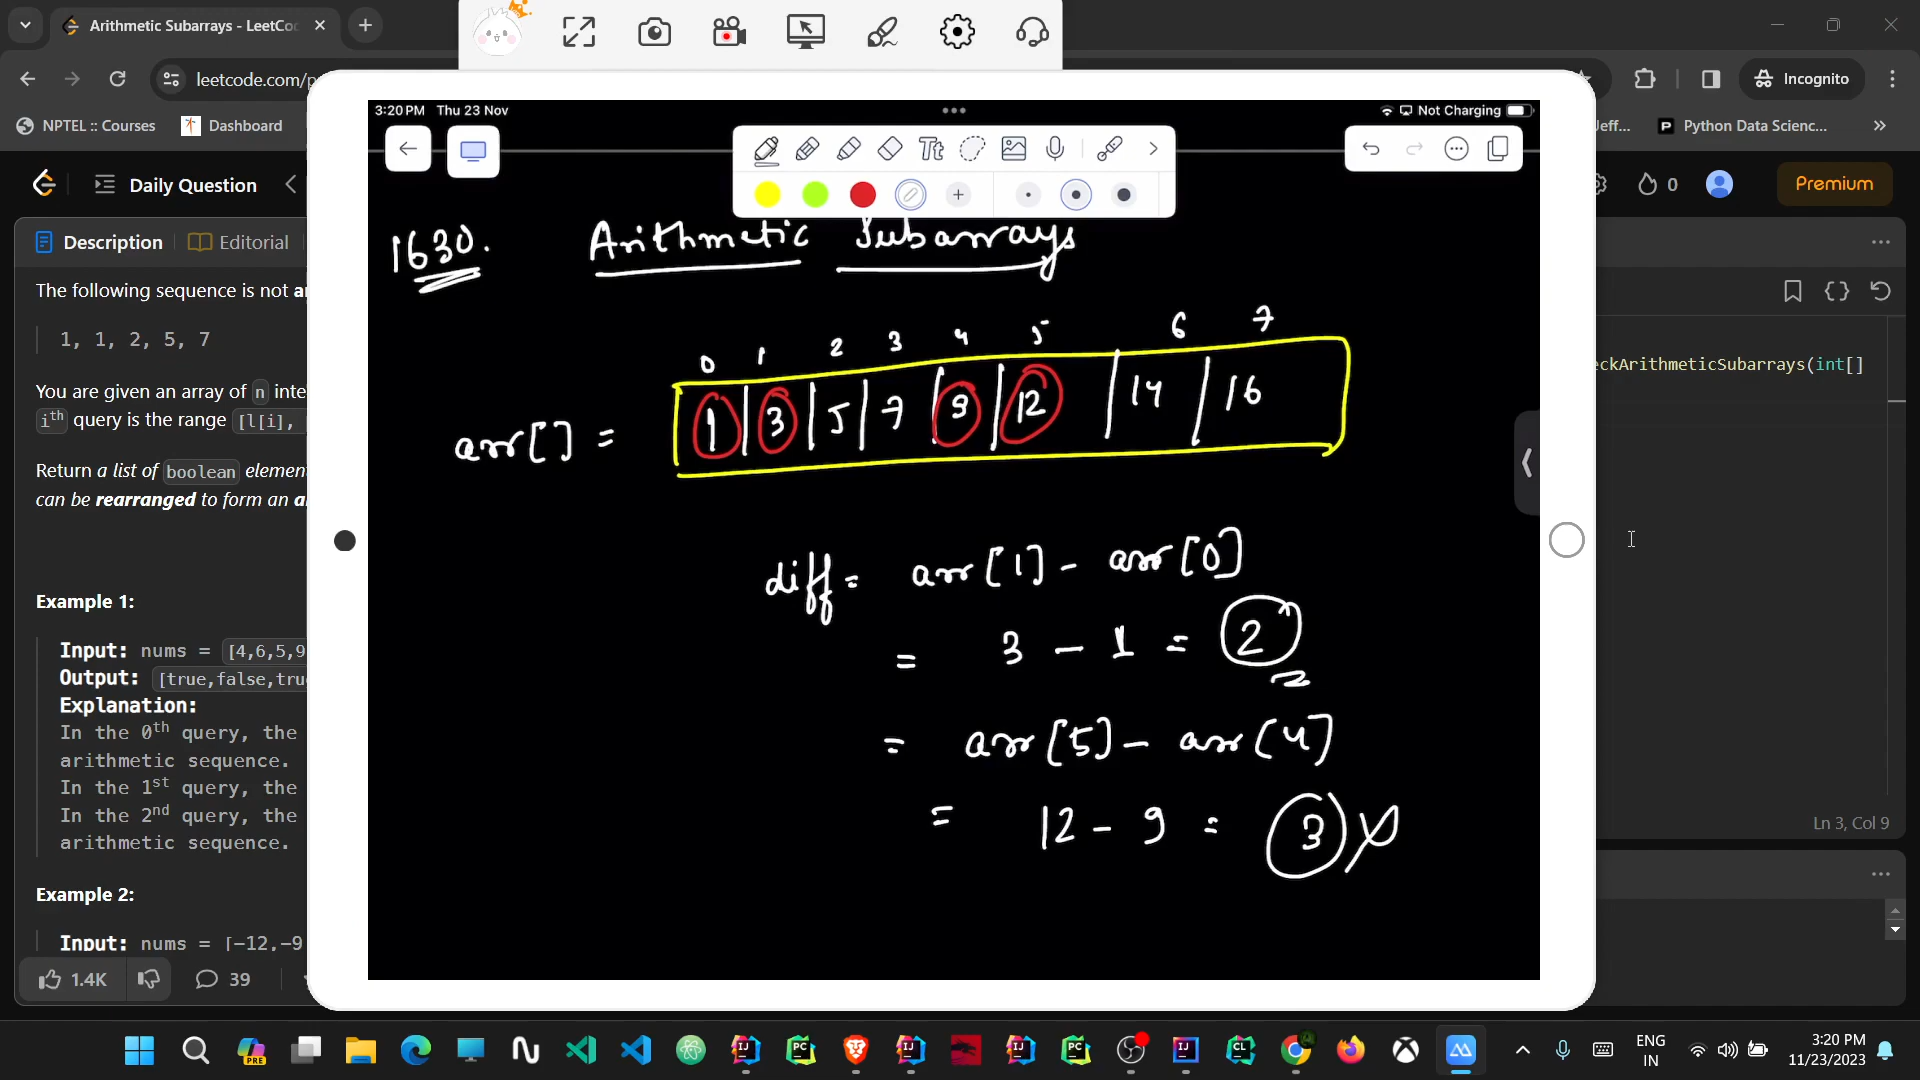 Arithmetic Subarrays - LeetCo
leetcode.com/p
Incognito
NPTEL :: Courses
Dashboard
Jeff...
Python Data Scienc...
»
3:20 PM Thu 23 Nov
Not Charging
Tt
Daily Question
0
Premium
Description
Editorial
1630.
Arithmetic Subarrays
The following sequence is not
1, 1, 2, 5, 7
You are given an array of n inte
ith query is the range [l[i],
Return a list of boolean element
can be rearranged to form an
Example 1:
Input: nums = [4,6,5,9
Output: [true,false,true
Explanation:
In the 0th query, the
arithmetic sequence.
In the 1st query, the
In the 2nd query, the
arithmetic sequence.
Example 2:
Input: nums = [-12,-9
1.4K
39
0 1 2 3 4 5 6 7
arr[] = 1 3 5 7 9 12 14 16
diff = arr[1] - arr[0]
= 3 - 1 = 2
= arr[5] - arr[4]
= 12 - 9 = 3
eckArithmeticSubarrays(int[]
Ln 3, Col 9
PRE
ENG
IN
3:20 PM
11/23/2023